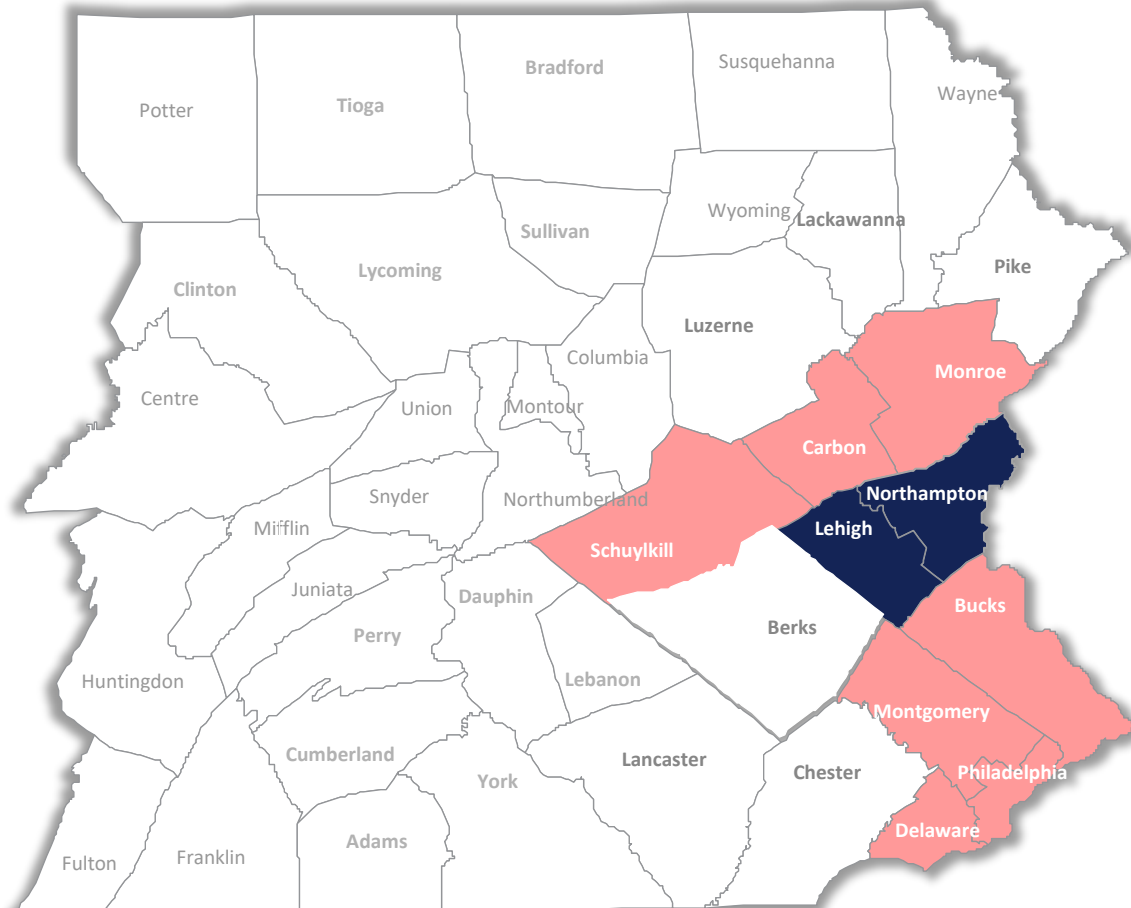 Susquehanna
Bradford
Wayne
Tioga
Potter
Wyoming
Lackawanna
Sullivan
Pike
Lycoming
Clinton
Luzerne
Columbia
Monroe
Centre
Union
Montour
Carbon
Northampton
Snyder
Northumberland
Mifflin
Lehigh
Schuylkill
Juniata
Dauphin
Bucks
Berks
Perry
Lebanon
Huntingdon
Montgomery
Cumberland
Lancaster
Chester
Philadelphia
York
Delaware
Adams
Franklin
Fulton